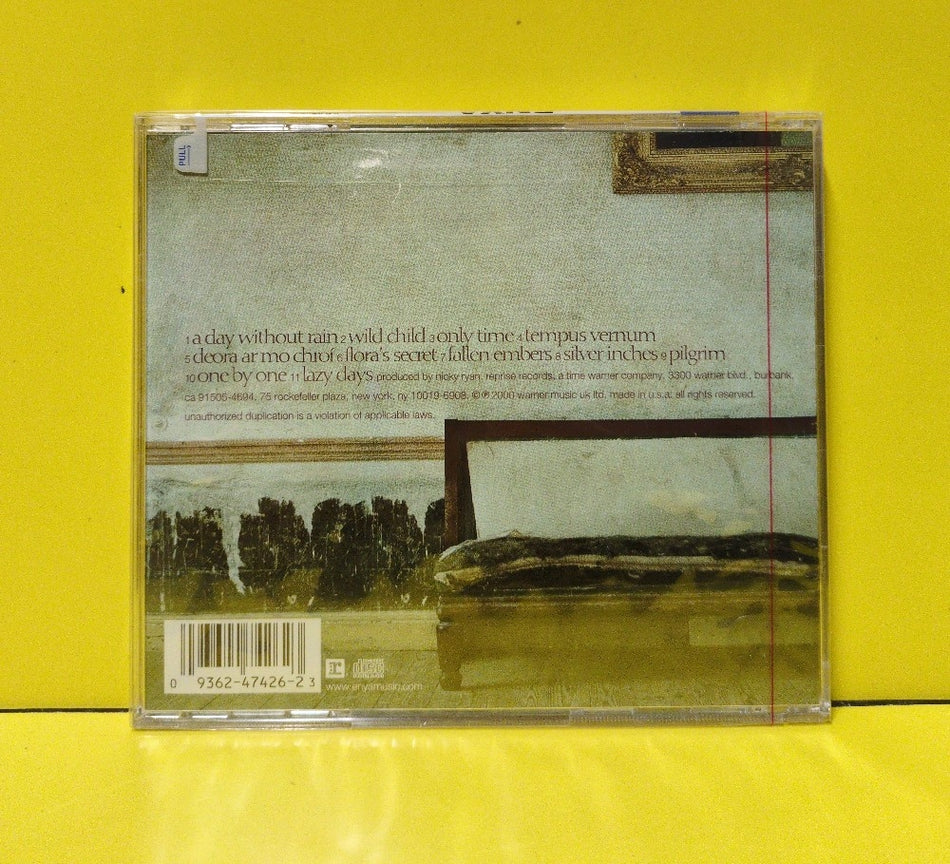 PULL
1 a day without rain 2 wild child 3 only time 4 tempus vernum
5 deora ar mo chroí 6 flora's secret 7 fallen embers 8 silver inches 9 pilgrim
10 one by one 11 lazy days produced by nicky ryan. reprise records, a time warner company, 3300 warner blvd., burbank,
ca 91505-4694, 75 rockefeller plaza, new york, ny 10019-6908. © ℗ 2000 warner music uk ltd. made in u.s.a. all rights reserved.
unauthorized duplication is a violation of applicable laws.
0 9362-47426-2 3
r
www.enyamusic.com